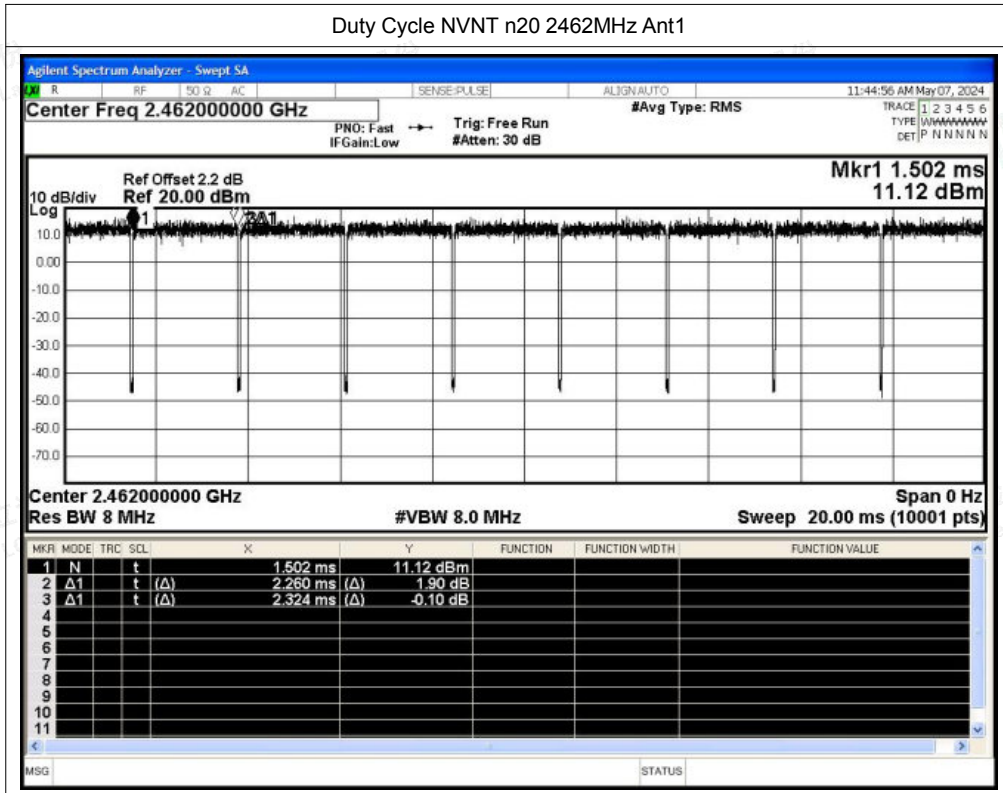 Duty Cycle NVNT n20 2462MHz Ant1
Agilent Spectrum Analyzer - Swept SA
LXI R RF 50 Ω AC SENSE:PULSE ALIGNAUTO 11:44:56 AM May 07, 2024
Center Freq 2.462000000 GHz #Avg Type: RMS TRACE 1 2 3 4 5 6
PNO: Fast Trig: Free Run TYPE WWWWWW
IFGain:Low #Atten: 30 dB DET P N N N N N
Mkr1 1.502 ms
Ref Offset 2.2 dB
10 dB/div Ref 20.00 dBm 11.12 dBm
Log
1 3Δ1
10.0
0.00
-10.0
-20.0
-30.0
-40.0
-50.0
-60.0
-70.0
Center 2.462000000 GHz Span 0 Hz
Res BW 8 MHz #VBW 8.0 MHz Sweep 20.00 ms (10001 pts)
MKR MODE TRC SCL X Y FUNCTION FUNCTION WIDTH FUNCTION VALUE
1 N t 1.502 ms 11.12 dBm
2 Δ1 t (Δ) 2.260 ms (Δ) 1.90 dB
3 Δ1 t (Δ) 2.324 ms (Δ) -0.10 dB
4
5
6
7
8
9
10
11
MSG STATUS